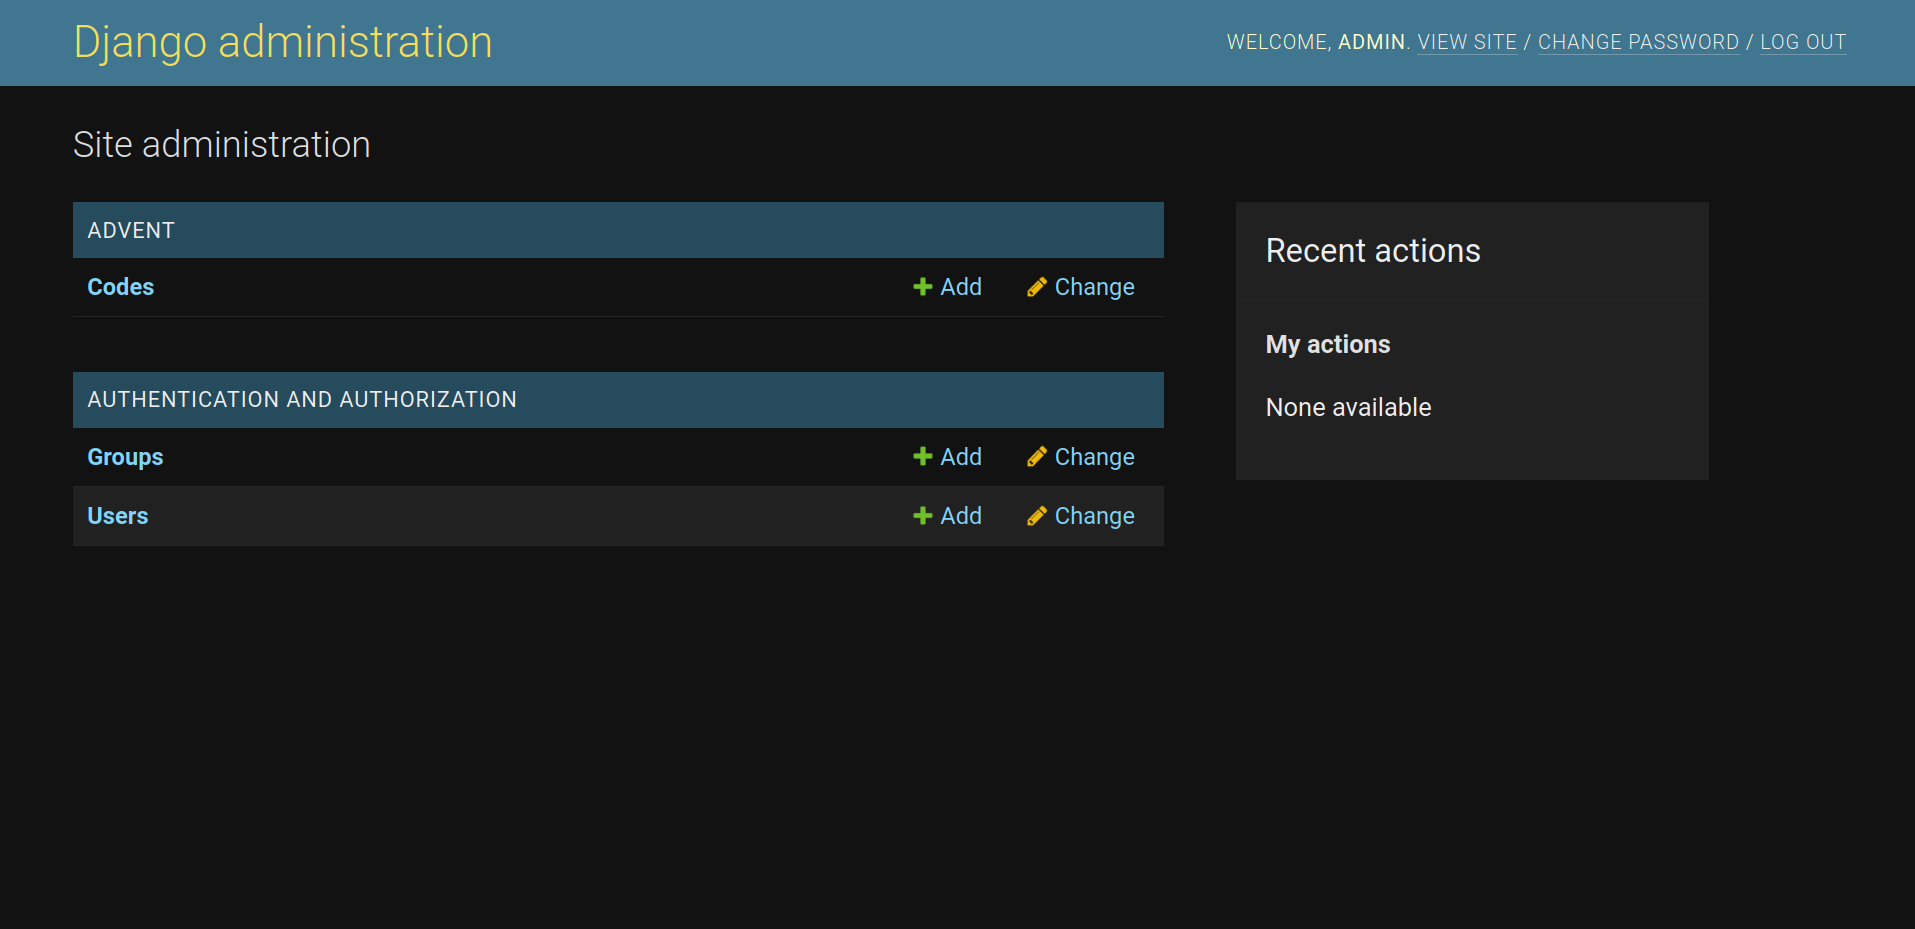 Django administration
WELCOME, ADMIN. VIEW SITE / CHANGE PASSWORD / LOG OUT
Site administration
ADVENT
Codes Add Change
AUTHENTICATION AND AUTHORIZATION
Groups Add Change
Users Add Change
Recent actions
My actions
None available